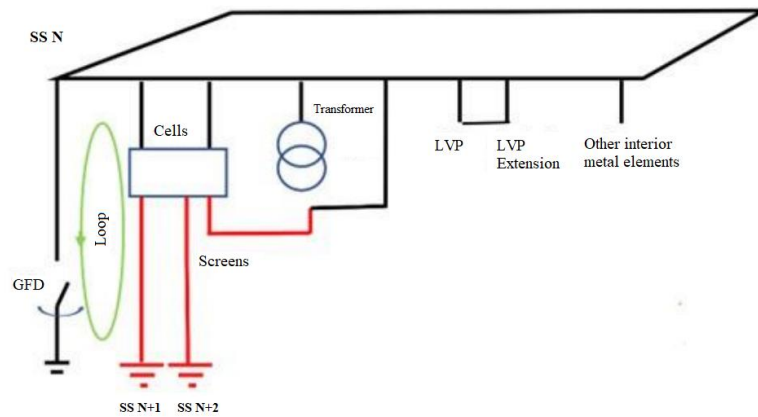 SS N
Transformer
Cells
LVP
LVP
Extension
Other interior
metal elements
Loop
Screens
GFD
SS N+1
SS N+2